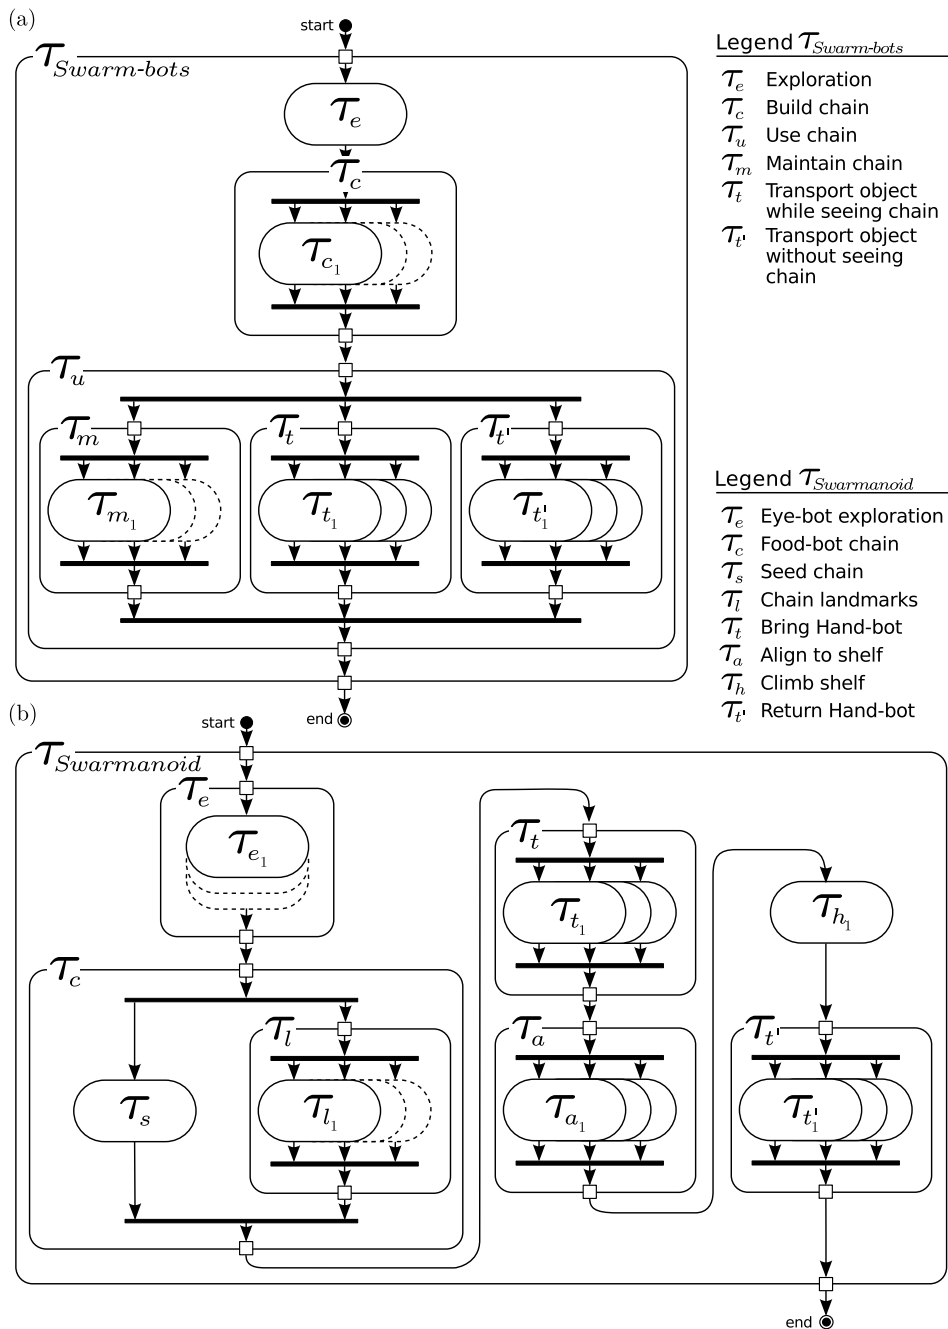 (a)
start
τ_Swarm-bots
τ_e
τ_c
τ_c₁
τ_u
τ_m
τ_t
τ_t'
τ_m₁
τ_t₁
τ_t'₁
end
Legend τ_Swarm-bots
τ_e Exploration
τ_c Build chain
τ_u Use chain
τ_m Maintain chain
τ_t Transport object
while seeing chain
τ_t' Transport object
without seeing
chain
Legend τ_Swarmanoid
τ_e Eye-bot exploration
τ_c Food-bot chain
τ_s Seed chain
τ_l Chain landmarks
τ_t Bring Hand-bot
τ_a Align to shelf
τ_h Climb shelf
τ_t' Return Hand-bot
(b)
start
τ_Swarmanoid
τ_e
τ_e₁
τ_c
τ_l
τ_s
τ_l₁
τ_t
τ_t₁
τ_a
τ_a₁
τ_h₁
τ_t'
τ_t'₁
end